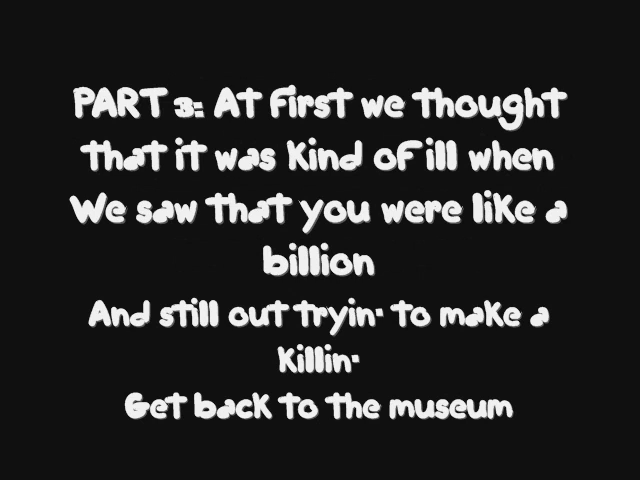 PART 3: At first we thought
that it was kind of ill when
We saw that you were like a
billion
And still out tryin' to make a
killin'
Get back to the museum